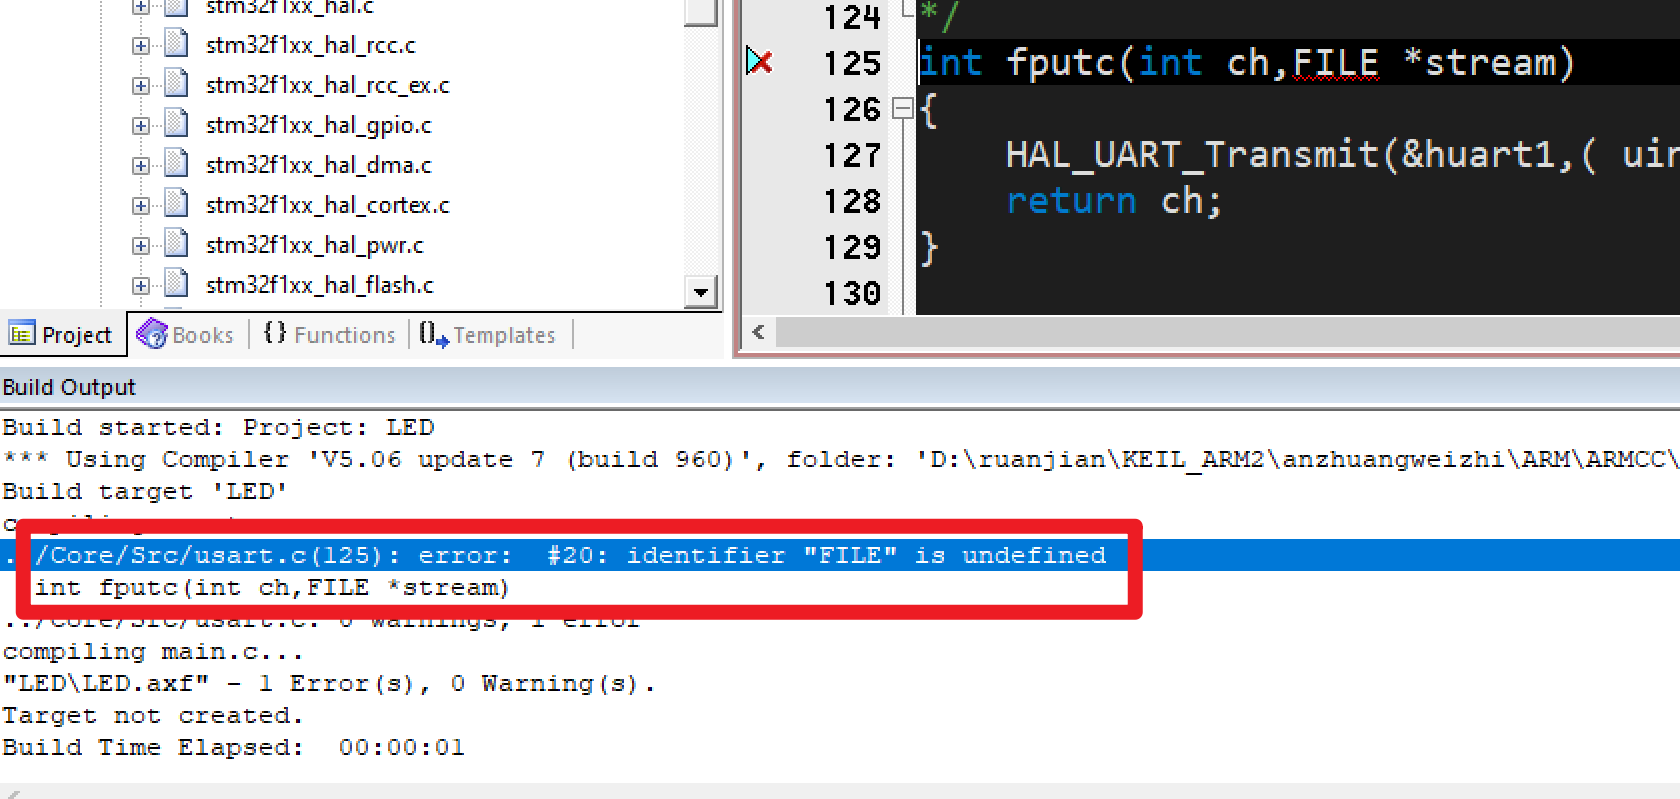 stm32f1xx_hal.c
stm32f1xx_hal_rcc.c
stm32f1xx_hal_rcc_ex.c
stm32f1xx_hal_gpio.c
stm32f1xx_hal_dma.c
stm32f1xx_hal_cortex.c
stm32f1xx_hal_pwr.c
stm32f1xx_hal_flash.c
Project
Books
{} Functions
Templates
124 */
125 int fputc(int ch,FILE *stream)
126 {
127 HAL_UART_Transmit(&huart1,( uin
128 return ch;
129 }
130
Build Output
Build started: Project: LED
*** Using Compiler 'V5.06 update 7 (build 960)', folder: 'D:\ruanjian\KEIL_ARM2\anzhuangweizhi\ARM\ARMCC\
Build target 'LED'
../Core/Src/usart.c(125): error:  #20: identifier "FILE" is undefined
int fputc(int ch,FILE *stream)
../Core/Src/usart.c: 0 warnings, 1 error
compiling main.c...
"LED\LED.axf" - 1 Error(s), 0 Warning(s).
Target not created.
Build Time Elapsed:  00:00:01